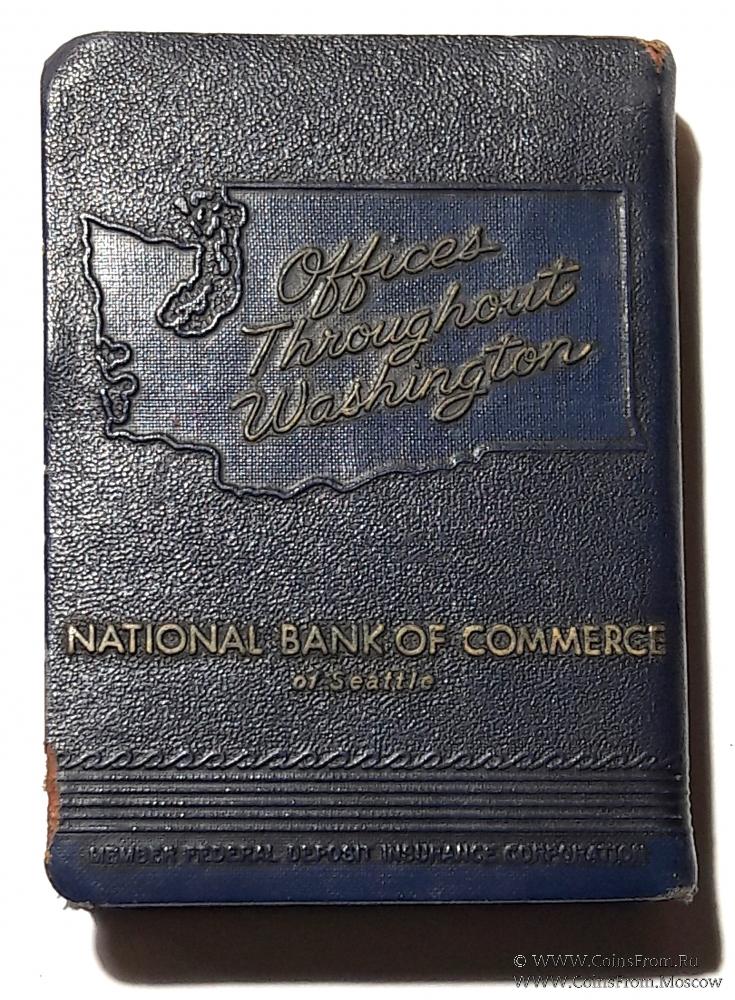 Offices
Throughout
Washington
NATIONAL BANK OF COMMERCE
of Seattle
MEMBER FEDERAL DEPOSIT INSURANCE CORPORATION
© WWW.CoinsFrom.Ru
WWW.CoinsFrom.Moscow